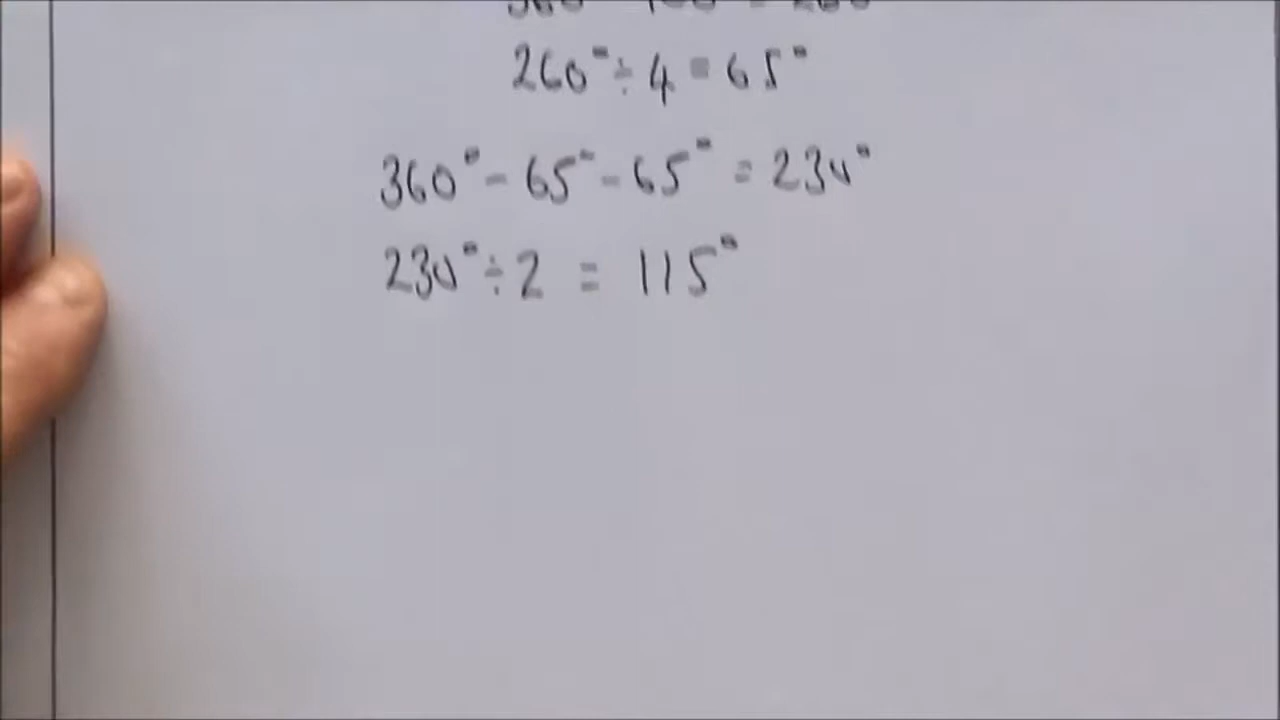 260° ÷ 4 = 65°
360° - 65° - 65° = 230°
230° ÷ 2 = 115°